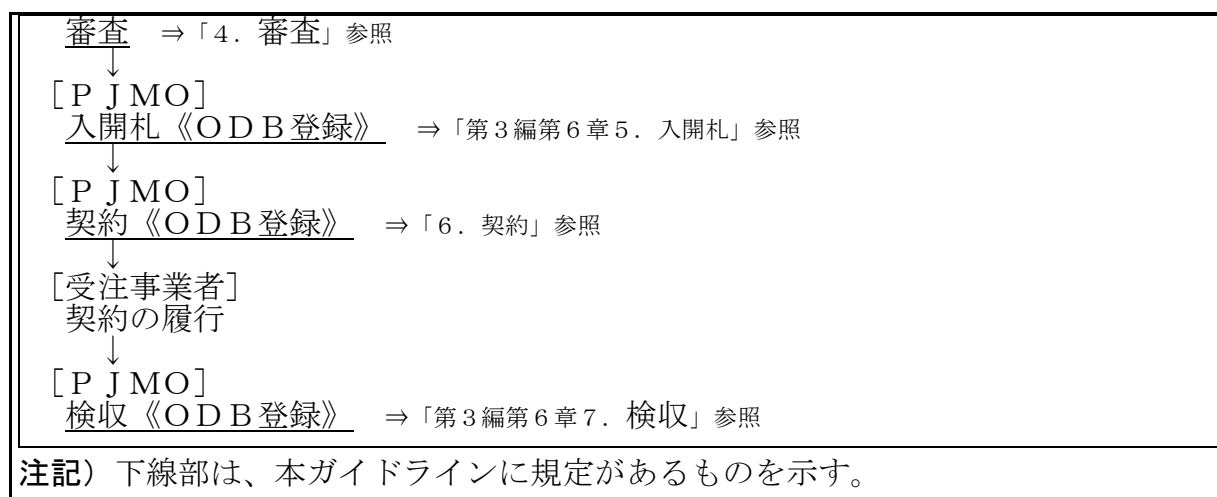 審査 ⇒「４．審査」参照
↓
［ＰＪＭＯ］
入開札《ＯＤＢ登録》 ⇒「第３編第６章５．入開札」参照
↓
［ＰＪＭＯ］
契約《ＯＤＢ登録》 ⇒「６．契約」参照
↓
［受注事業者］
契約の履行
↓
［ＰＪＭＯ］
検収《ＯＤＢ登録》 ⇒「第３編第６章７．検収」参照
注記）下線部は、本ガイドラインに規定があるものを示す。